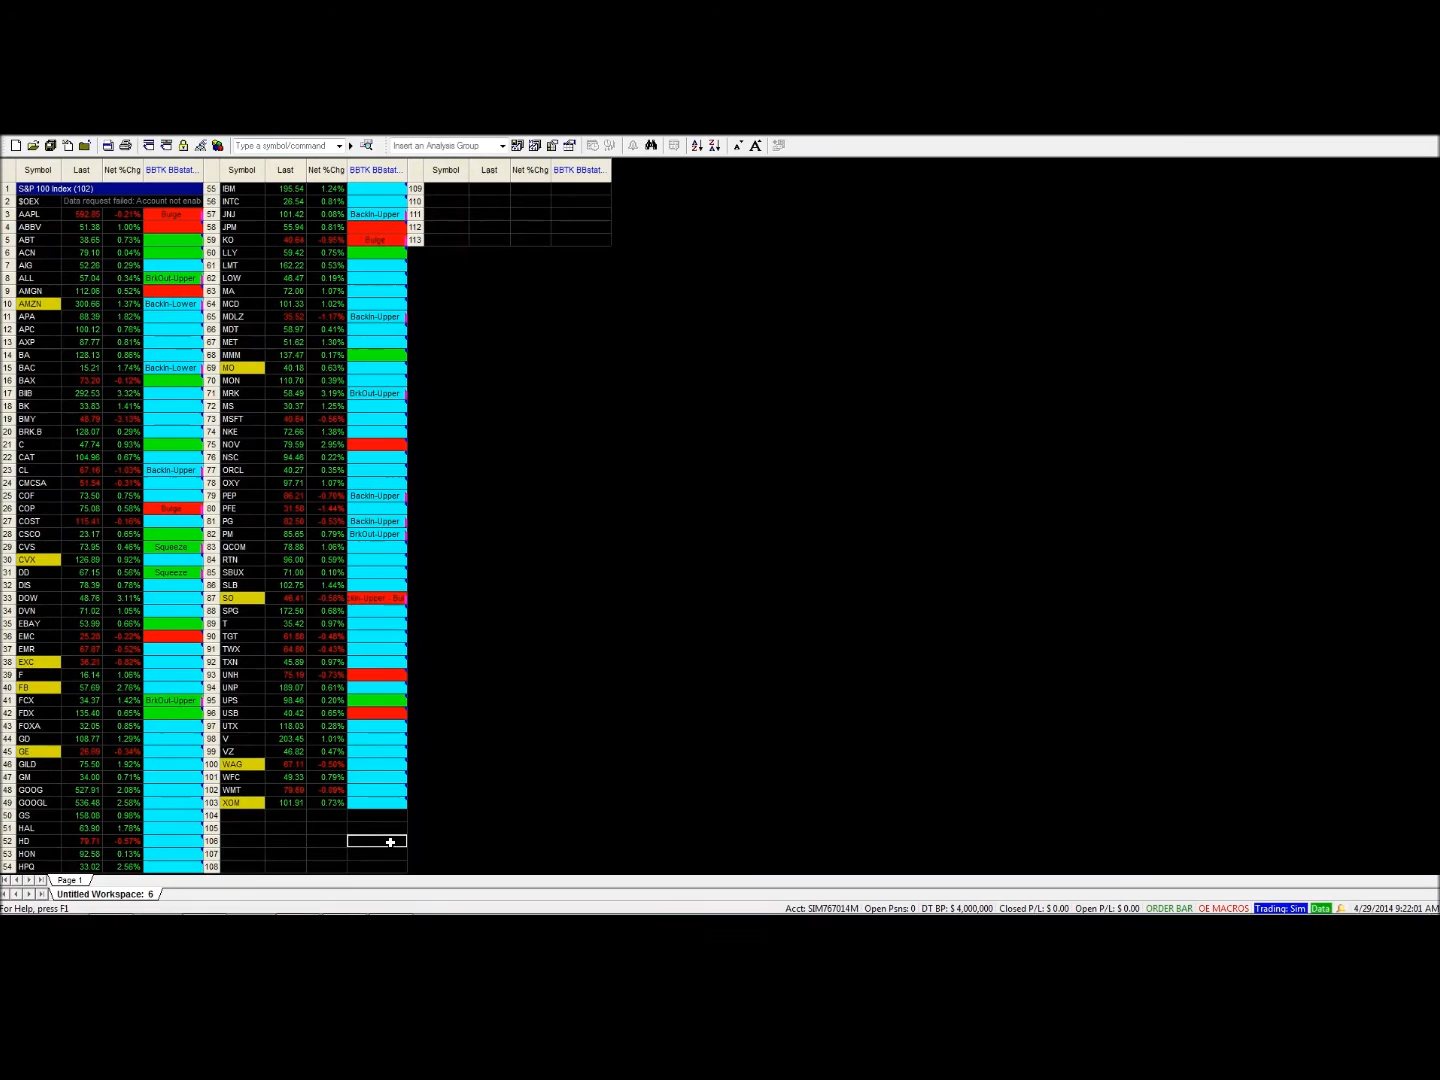 Type a symbol/command Insert an Analysis Group
Symbol Last Net %Chg BBTK BBstat... Symbol Last Net %Chg BBTK BBstat... Symbol Last Net %Chg BBTK BBstat...
1 S&P 100 Index (102) 55 IBM 195.54 1.24% 109
2 $OEX Data request failed: Account not enab 56 INTC 26.54 0.81% 110
3 AAPL 592.85 -0.21% Bulge 57 JNJ 101.42 0.08% BackIn-Upper 111
4 ABBV 51.38 1.00% 58 JPM 55.94 0.81% 112
5 ABT 38.65 0.73% 59 KO 40.64 -0.95% Bulge 113
6 ACN 79.10 0.04% 60 LLY 59.42 0.75%
7 AIG 52.26 0.29% 61 LMT 162.22 0.53%
8 ALL 57.04 0.34% BrkOut-Upper 62 LOW 46.47 0.19%
9 AMGN 112.06 0.52% 63 MA 72.00 1.07%
10 AMZN 300.66 1.37% BackIn-Lower 64 MCD 101.33 1.02%
11 APA 88.39 1.82% 65 MDLZ 35.52 -1.17% BackIn-Upper
12 APC 100.12 0.76% 66 MDT 58.97 0.41%
13 AXP 87.77 0.81% 67 MET 51.62 1.30%
14 BA 128.13 0.86% 68 MMM 137.47 0.17%
15 BAC 15.21 1.74% BackIn-Lower 69 MO 40.18 0.63%
16 BAX 73.20 -0.12% 70 MON 110.70 0.39%
17 BIIB 292.53 3.32% 71 MRK 58.49 3.19% BrkOut-Upper
18 BK 33.83 1.41% 72 MS 30.37 1.25%
19 BMY 48.79 -3.13% 73 MSFT 40.64 -0.56%
20 BRK.B 128.07 0.29% 74 NKE 72.66 1.38%
21 C 47.74 0.93% 75 NOV 79.59 2.95%
22 CAT 104.96 0.67% 76 NSC 94.46 0.22%
23 CL 67.16 -1.03% BackIn-Upper 77 ORCL 40.27 0.35%
24 CMCSA 51.54 -0.31% 78 OXY 97.71 1.07%
25 COF 73.50 0.75% 79 PEP 86.21 -0.70% BackIn-Upper
26 COP 75.08 0.58% Bulge 80 PFE 31.58 -1.44%
27 COST 115.41 -0.16% 81 PG 82.50 -0.53% BackIn-Upper
28 CSCO 23.17 0.65% 82 PM 85.65 0.79% BrkOut-Upper
29 CVS 73.95 0.46% Squeeze 83 QCOM 78.88 1.06%
30 CVX 126.89 0.92% 84 RTN 96.00 0.59%
31 DD 67.15 0.56% Squeeze 85 SBUX 71.00 0.10%
32 DIS 78.39 0.78% 86 SLB 102.75 1.44%
33 DOW 48.76 3.11% 87 SO 46.41 -0.58% ckIn-Upper - Bul
34 DVN 71.02 1.05% 88 SPG 172.50 0.68%
35 EBAY 53.99 0.66% 89 T 35.42 0.97%
36 EMC 25.28 -0.22% 90 TGT 61.88 -0.48%
37 EMR 67.87 -0.52% 91 TWX 64.80 -0.43%
38 EXC 36.21 -0.82% 92 TXN 45.89 0.97%
39 F 16.14 1.06% 93 UNH 75.19 -0.73%
40 FB 57.69 2.76% 94 UNP 189.07 0.61%
41 FCX 34.37 1.42% BrkOut-Upper 95 UPS 98.46 0.20%
42 FDX 135.40 0.65% 96 USB 40.42 0.65%
43 FOXA 32.05 0.85% 97 UTX 118.03 0.28%
44 GD 108.77 1.29% 98 V 203.45 1.01%
45 GE 26.69 -0.34% 99 VZ 46.82 0.47%
46 GILD 75.50 1.92% 100 WAG 67.11 -0.50%
47 GM 34.00 0.71% 101 WFC 49.33 0.79%
48 GOOG 527.91 2.08% 102 WMT 79.69 -0.09%
49 GOOGL 536.48 2.58% 103 XOM 101.91 0.73%
50 GS 158.08 0.98% 104
51 HAL 63.90 1.78% 105
52 HD 79.71 -0.57% 106
53 HON 92.58 0.13% 107
54 HPQ 33.02 2.56% 108
Page 1
Untitled Workspace: 6
For Help, press F1 Acct: SIM767014M Open Psns: 0 DT BP: $ 4,000,000 Closed P/L: $ 0.00 Open P/L: $ 0.00 ORDER BAR OE MACROS Trading: Sim Data 4/29/2014 9:22:01 AM